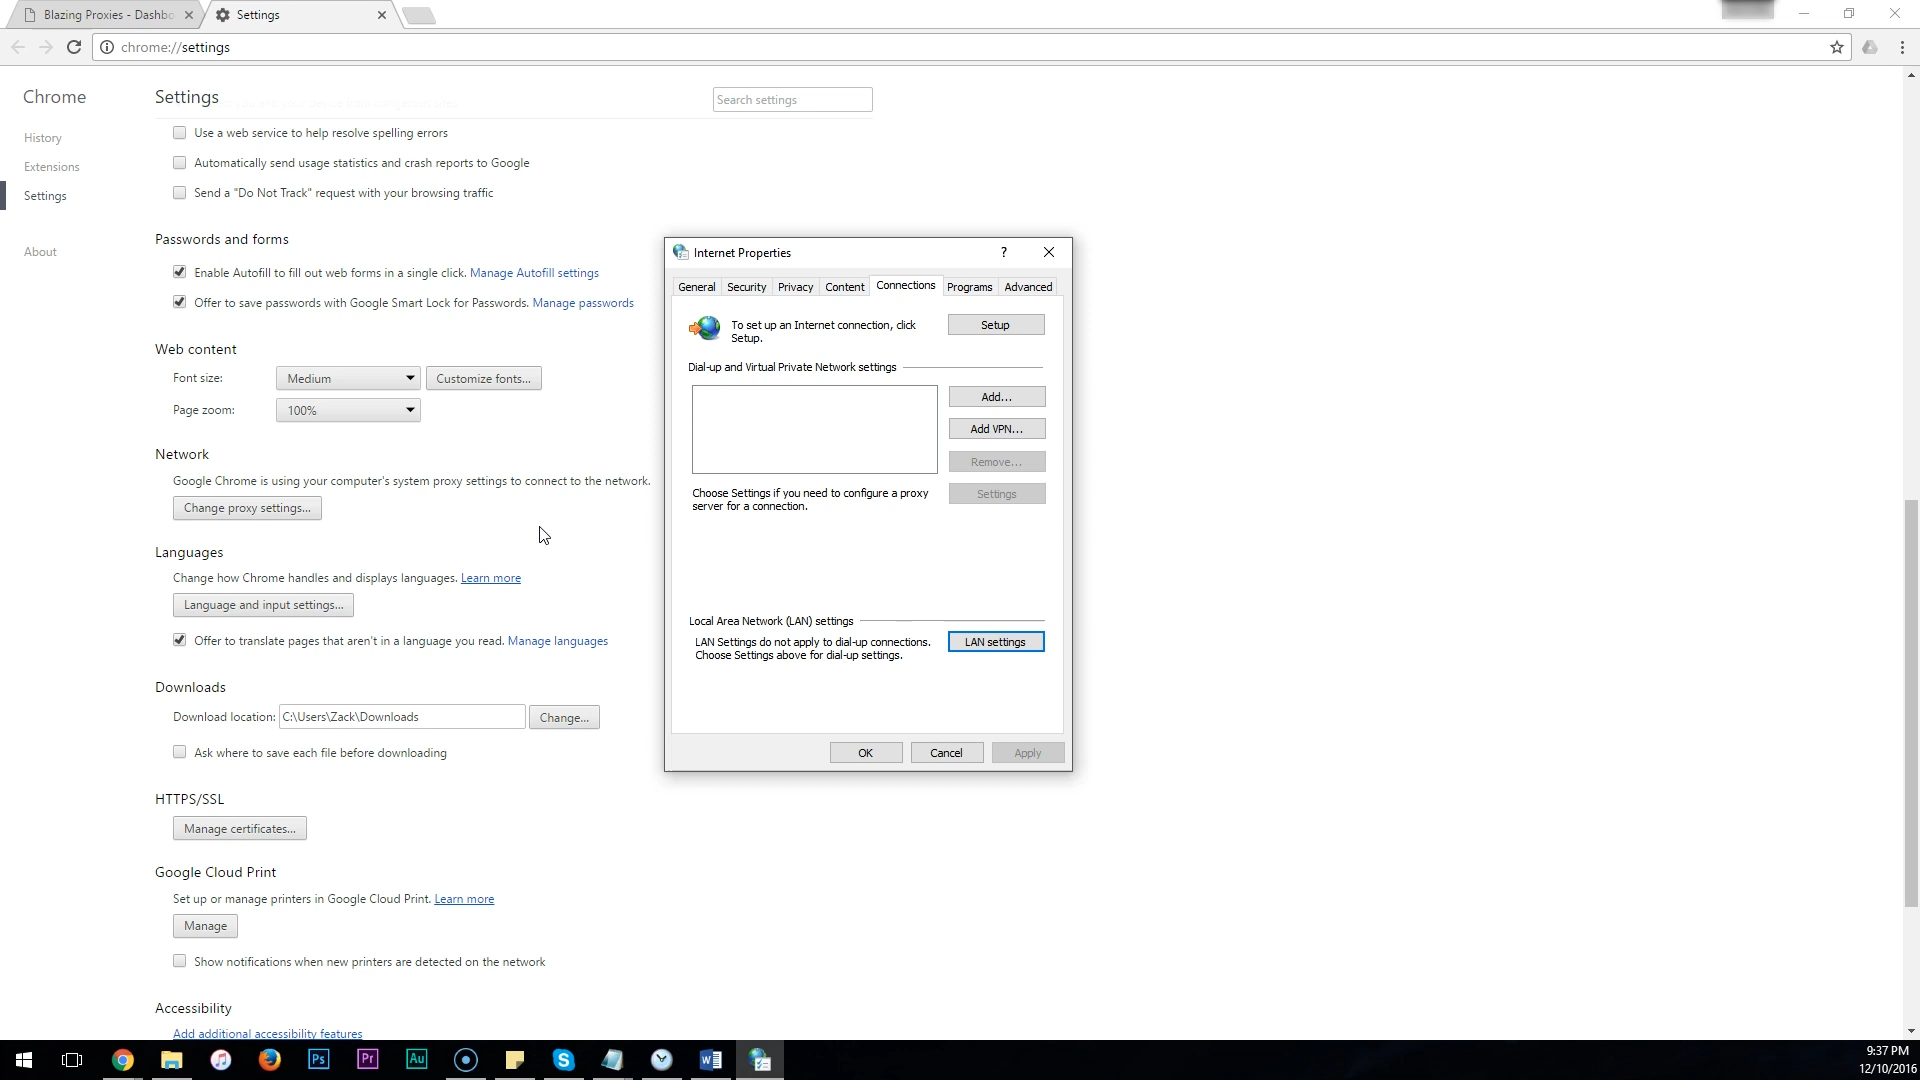 Blazing Proxies - Dashbo
Settings
chrome://settings
Chrome
History
Extensions
Settings
About
Settings
Search settings
Use a web service to help resolve spelling errors
Automatically send usage statistics and crash reports to Google
Send a "Do Not Track" request with your browsing traffic
Passwords and forms
Enable Autofill to fill out web forms in a single click. Manage Autofill settings
Offer to save passwords with Google Smart Lock for Passwords. Manage passwords
Web content
Font size:
Medium
Customize fonts...
Page zoom:
100%
Network
Google Chrome is using your computer's system proxy settings to connect to the network.
Change proxy settings...
Languages
Change how Chrome handles and displays languages. Learn more
Language and input settings...
Offer to translate pages that aren't in a language you read. Manage languages
Downloads
Download location:
C:\Users\Zack\Downloads
Change...
Ask where to save each file before downloading
HTTPS/SSL
Manage certificates...
Google Cloud Print
Set up or manage printers in Google Cloud Print. Learn more
Manage
Show notifications when new printers are detected on the network
Accessibility
Add additional accessibility features
Internet Properties
?
General
Security
Privacy
Content
Connections
Programs
Advanced
To set up an Internet connection, click
Setup.
Setup
Dial-up and Virtual Private Network settings
Add...
Add VPN...
Remove...
Choose Settings if you need to configure a proxy
server for a connection.
Settings
Local Area Network (LAN) settings
LAN Settings do not apply to dial-up connections.
Choose Settings above for dial-up settings.
LAN settings
OK
Cancel
Apply
Ps
Pr
Au
9:37 PM
12/10/2016